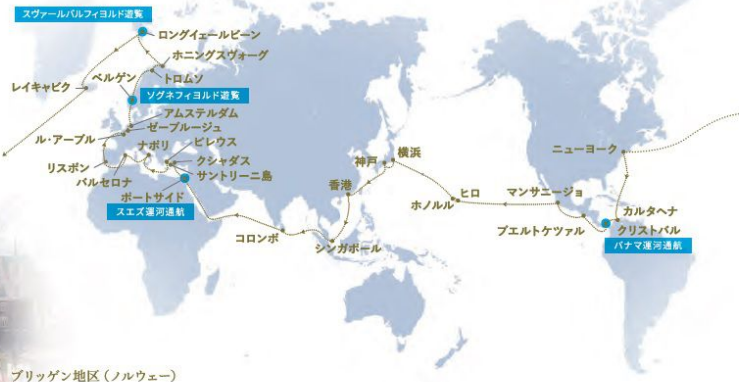 スヴァールバルフィヨルド遊覧
ロングイェールビーン
ホニングスヴォーグ
トロムソ
レイキャビク
ベルゲン
ソグネフィヨルド遊覧
アムステルダム
ゼーブルージュ
ル・アーブル
ナポリ
ピレウス
リスボン
クシャダス
バルセロナ
サントリーニ島
ポートサイド
スエズ運河通航
コロンボ
シンガポール
香港
神戸
横浜
ホノルル
ヒロ
マンサニージョ
プエルトケツァル
ニューヨーク
カルタヘナ
クリストバル
パナマ運河通航
ブリッゲン地区（ノルウェー）